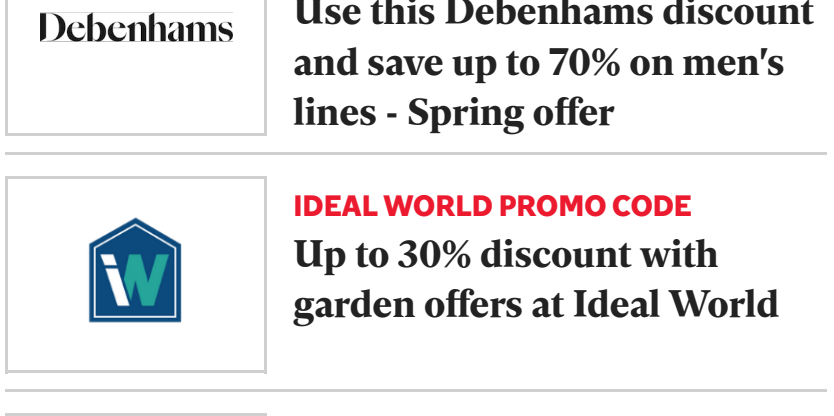 Debenhams
Use this Debenhams discount
and save up to 70% on men's
lines - Spring offer
iW
IDEAL WORLD PROMO CODE
Up to 30% discount with
garden offers at Ideal World